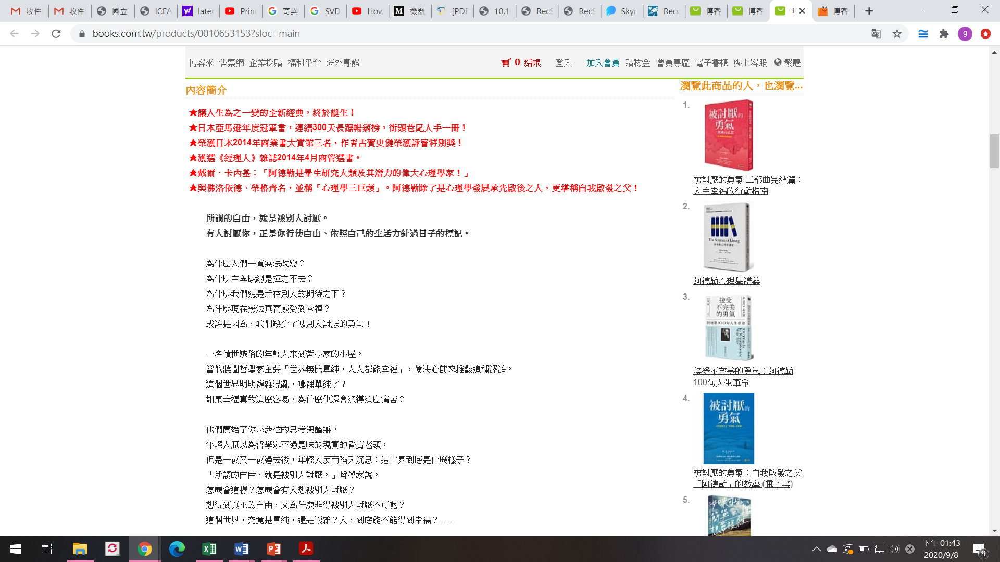 收件
收件
國立
ICEA
later
Princ
奇異
SVD
How
機器
[PDF
10.1
RecS
RecS
Skyr
Reco
博客
博客
博客
books.com.tw/products/0010653153?sloc=main
g
博客來 售票網 企業採購 福利平台 海外專館
0 結帳 登入 加入會員 購物金 會員專區 電子書櫃 線上客服 繁體
內容簡介
★讓人生為之一變的全新經典，終於誕生！
★日本亞馬遜年度冠軍書，連續300天長踞暢銷榜，街頭巷尾人手一冊！
★榮獲日本2014年商業書大賞第三名，作者古賀史健榮獲評審特別獎！
★獲選《經理人》雜誌2014年4月商管選書。
★戴爾．卡內基：「阿德勒是畢生研究人類及其潛力的偉大心理學家！」
★與佛洛依德、榮格齊名，並稱「心理學三巨頭」。阿德勒除了是心理學發展承先啟後之人，更堪稱自我啟發之父！
所謂的自由，就是被別人討厭。
有人討厭你，正是你行使自由、依照自己的生活方針過日子的標記。
為什麼人們一直無法改變？
為什麼自卑感總是揮之不去？
為什麼我們總是活在別人的期待之下？
為什麼現在無法真實感受到幸福？
或許是因為，我們缺少了被別人討厭的勇氣！
一名憤世嫉俗的年輕人來到哲學家的小屋。
當他聽聞哲學家主張「世界無比單純，人人都能幸福」，便決心前來推翻這種謬論。
這個世界明明複雜混亂，哪裡單純了？
如果幸福真的這麼容易，為什麼他還會過得這麼痛苦？
他們開始了你來我往的思考與論辯。
年輕人原以為哲學家不過是昧於現實的昏庸老頭，
但是一夜又一夜過去後，年輕人反而陷入沉思：這世界到底是什麼樣子？
「所謂的自由，就是被別人討厭。」哲學家說。
怎麼會這樣？怎麼會有人想被別人討厭？
想得到真正的自由，又為什麼非得被別人討厭不可呢？
這個世界，究竟是單純，還是複雜？人，到底能不能得到幸福？……
瀏覽此商品的人，也瀏覽...
1.
被討厭的
勇氣
被討厭的勇氣 二部曲完結篇：
人生幸福的行動指南
2.
The Science of Living
阿德勒心理學講義
3.
接受
不完美
的勇氣
阿德勒100句人生革命
接受不完美的勇氣：阿德勒
100句人生革命
4.
被討厭的
勇氣
被討厭的勇氣：自我啟發之父
「阿德勒」的教導 (電子書)
5.
下午 01:43
2020/9/8
9